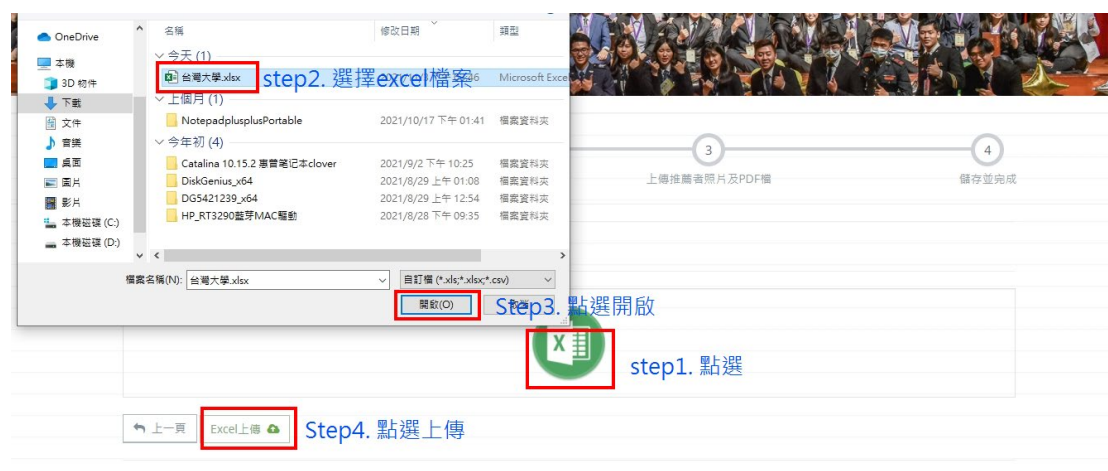 OneDrive
本機
3D 物件
下載
文件
音樂
桌面
圖片
影片
本機磁碟 (C:)
本機磁碟 (D:)
名稱 修改日期 類型
今天 (1)
台灣大學.xlsx 46 Microsoft Exce
step2. 選擇excel檔案
上個月 (1)
NotepadplusplusPortable 2021/10/17 下午 01:41 檔案資料夾
今年初 (4)
Catalina 10.15.2 惠普笔记本clover 2021/9/2 下午 10:25 檔案資料夾
DiskGenius_x64 2021/8/29 上午 01:08 檔案資料夾
DG5421239_x64 2021/8/29 上午 12:54 檔案資料夾
HP_RT3290藍芽MAC驅動 2021/8/28 下午 09:35 檔案資料夾
檔案名稱(N): 台灣大學.xlsx 自訂檔 (*.xls;*.xlsx;*.csv)
開啟(O)
Step3. 點選開啟
3
上傳推薦者照片及PDF檔
4
儲存並完成
X
step1. 點選
上一頁
Excel上傳
Step4. 點選上傳